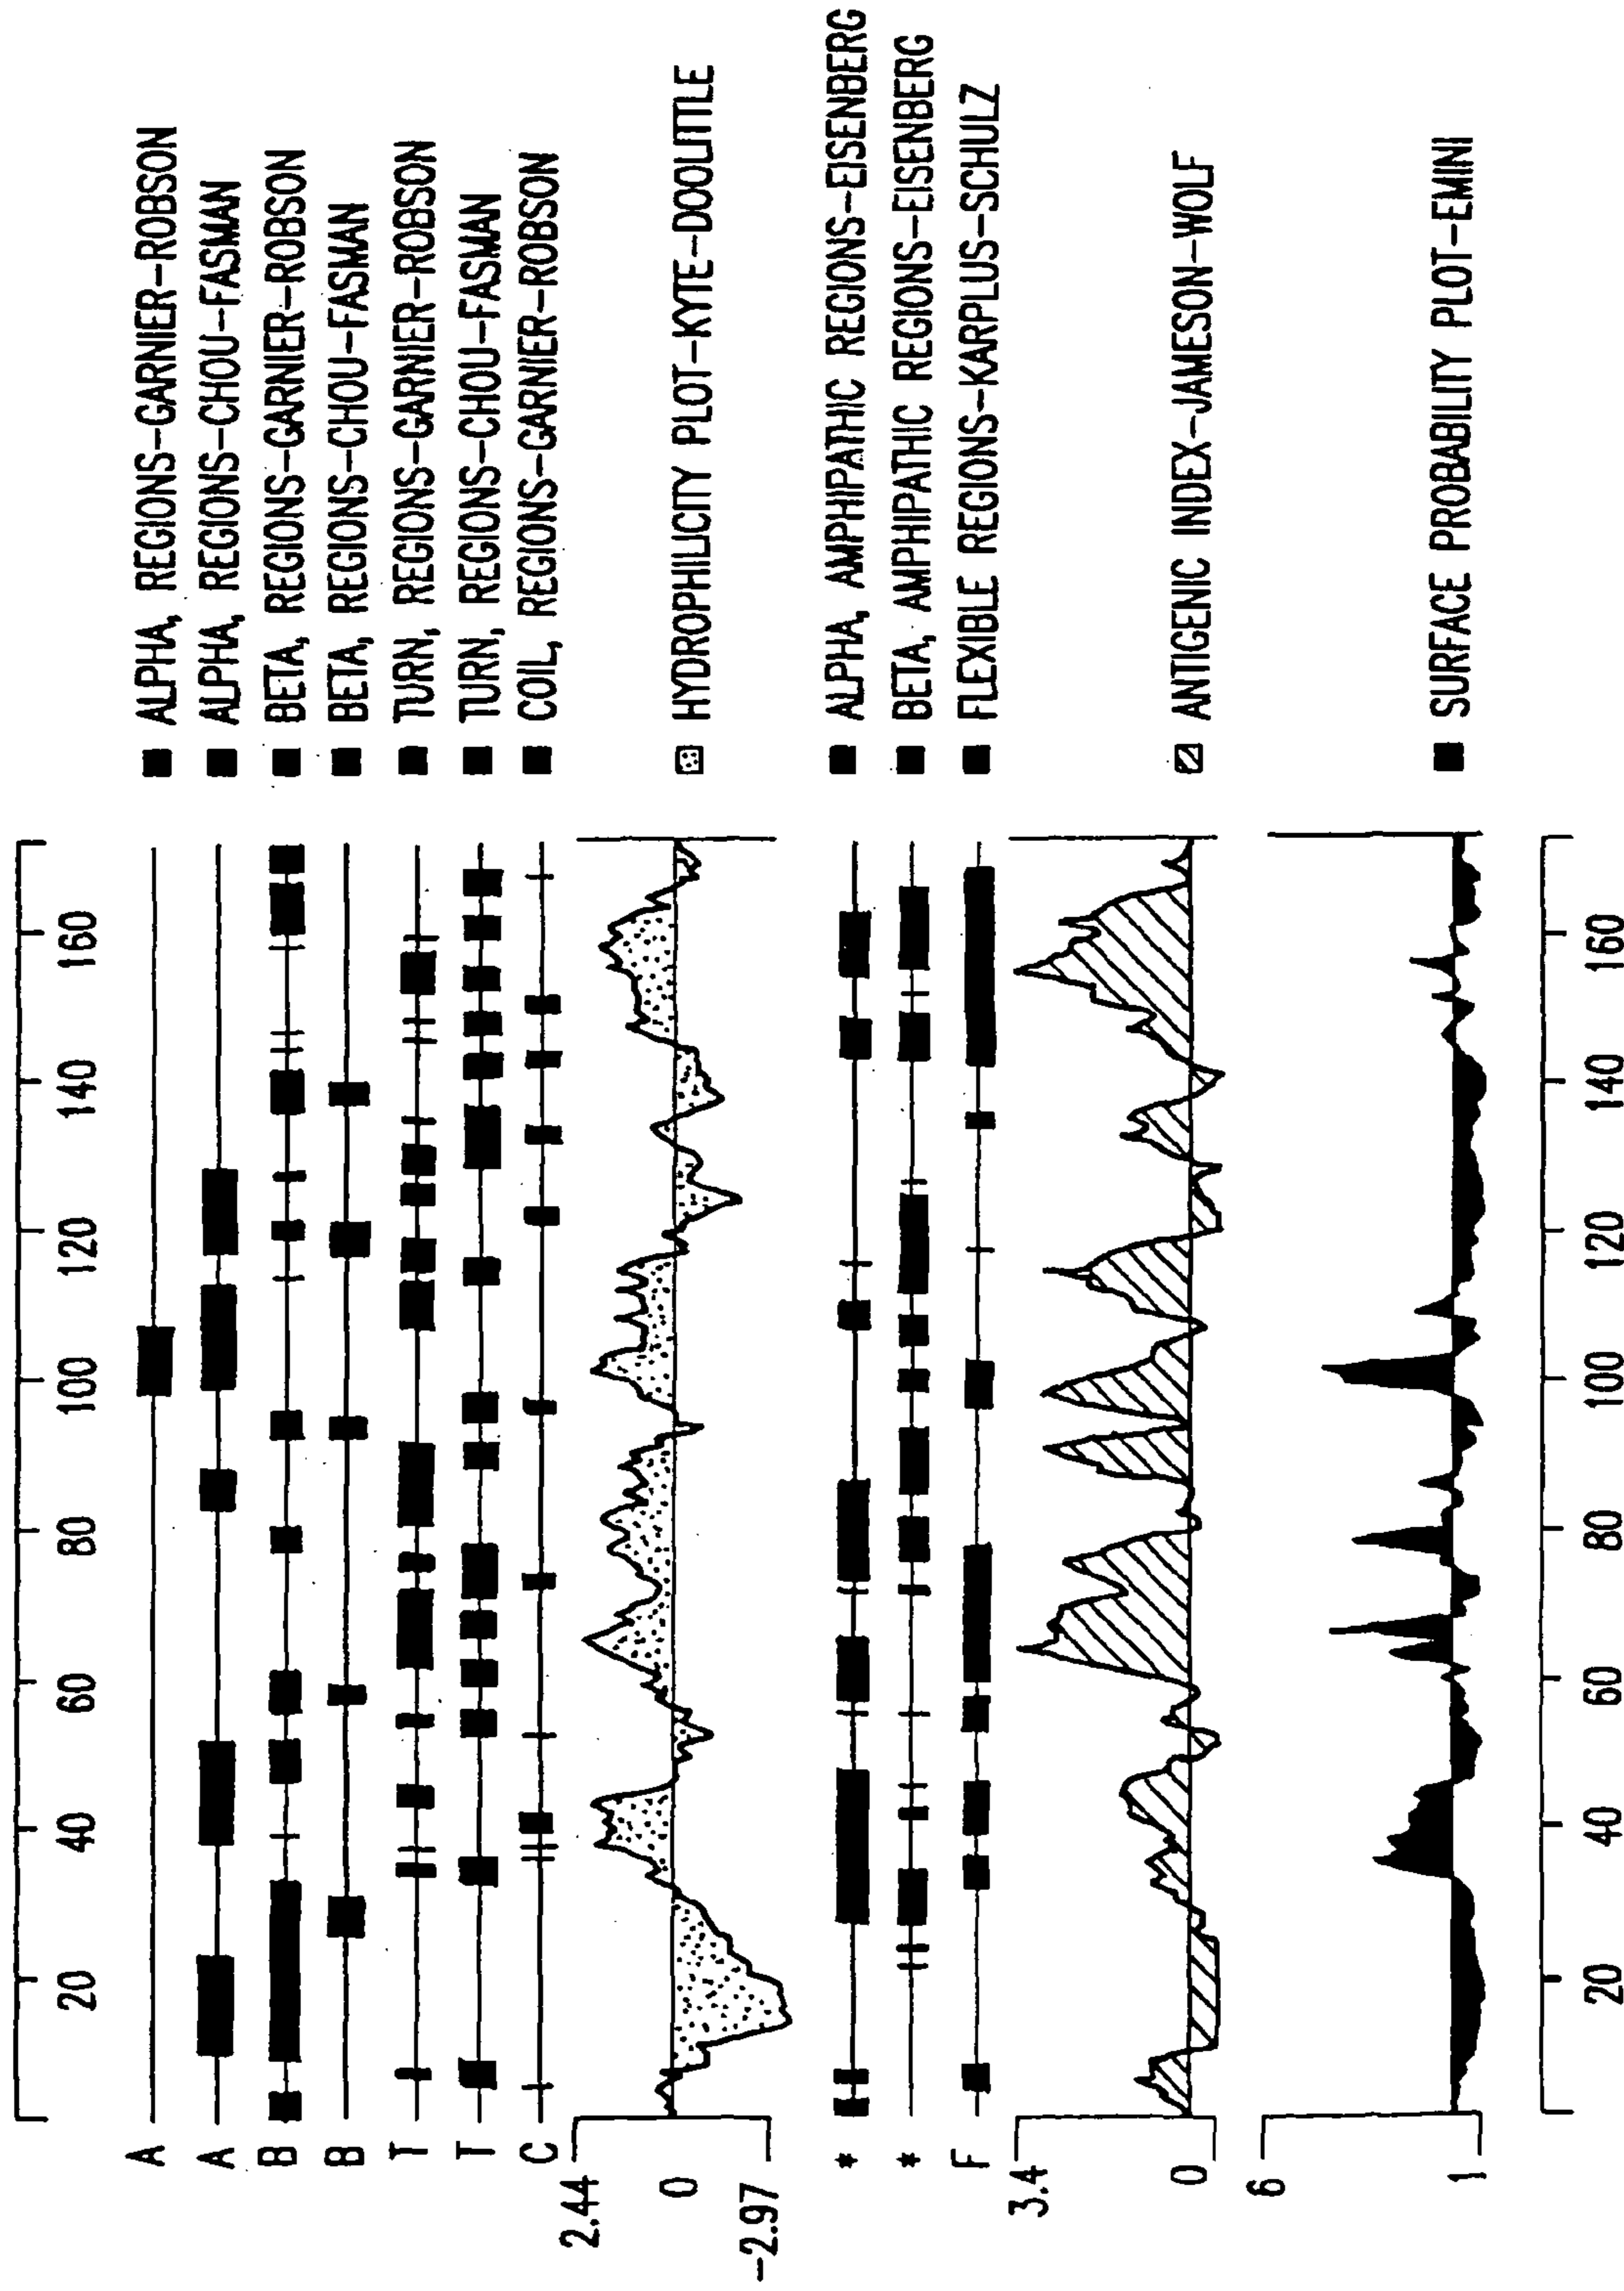 20 40 60 80 100 120 140 160
A ■ ALPHA, REGIONS-GARNIER-ROBSON
A ■ ALPHA, REGIONS-CHOU-FASMAN
B ■ BETA, REGIONS-GARNIER-ROBSON
B ■ BETA, REGIONS-CHOU-FASMAN
T ■ TURN, REGIONS-GARNIER-ROBSON
T ■ TURN, REGIONS-CHOU-FASMAN
C ■ COIL, REGIONS-GARNIER-ROBSON
2.44
0 HYDROPHILICITY PLOT-KYTE-DOOLITTLE
-2.97
* ■ ALPHA, AMPHIPATHIC REGIONS-EISENBERG
* ■ BETA, AMPHIPATHIC REGIONS-EISENBERG
F ■ FLEXIBLE REGIONS-KARPLUS-SCHULZ
3.4
0 ANTIGENIC INDEX-JAMESON-WOLF
6
1 ■ SURFACE PROBABILITY PLOT-EMINI
20 40 60 80 100 120 140 160